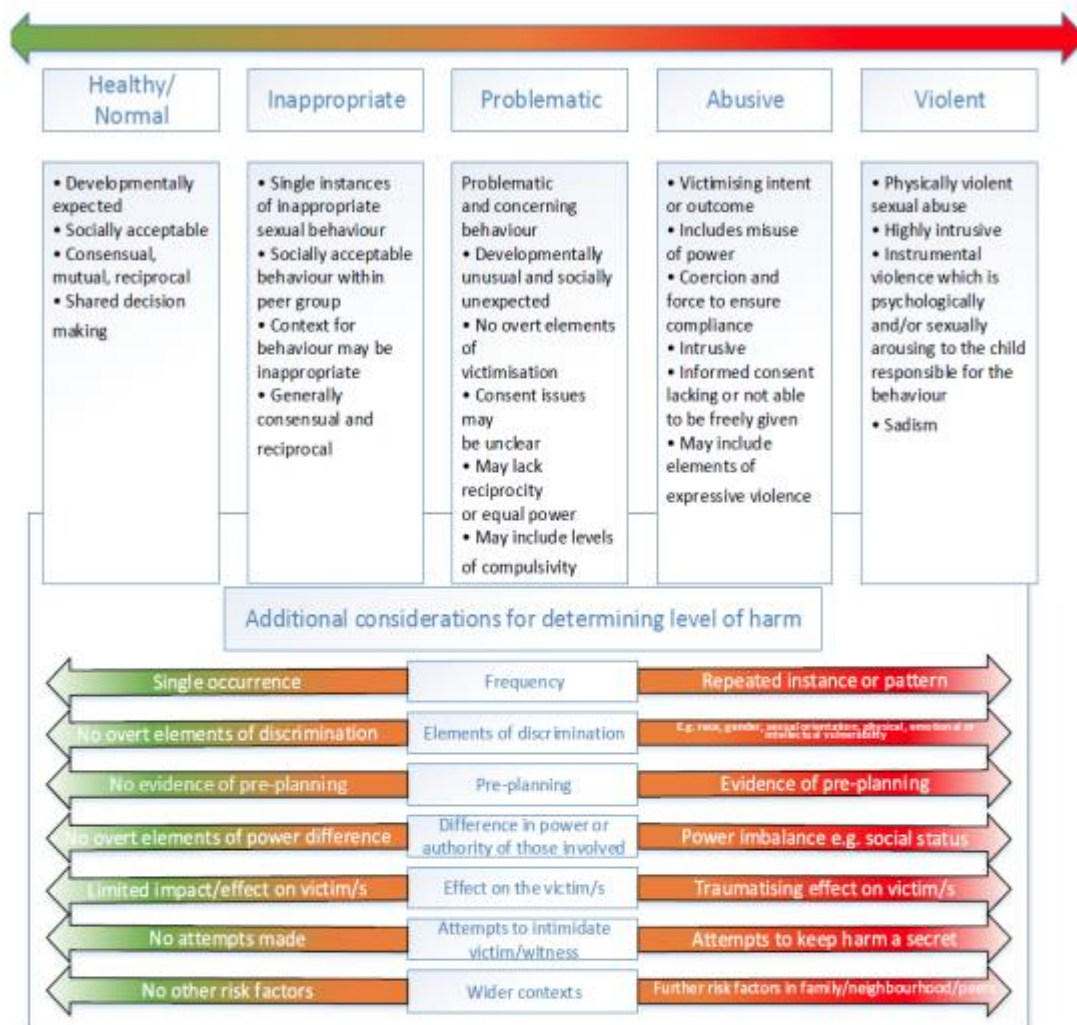 Healthy/
Normal
Inappropriate
Problematic
Abusive
Violent
• Developmentally
expected
• Socially acceptable
• Consensual,
mutual, reciprocal
• Shared decision
making
• Single instances
of inappropriate
sexual behaviour
• Socially acceptable
behaviour within
peer group
• Context for
behaviour may be
inappropriate
• Generally
consensual and
reciprocal
Problematic
and concerning
behaviour
• Developmentally
unusual and socially
unexpected
• No overt elements
of
victimisation
• Consent issues
may
be unclear
• May lack
reciprocity
or equal power
• May include levels
of compulsivity
• Victimising intent
or outcome
• Includes misuse
of power
• Coercion and
force to ensure
compliance
• Intrusive
• Informed consent
lacking or not able
to be freely given
• May include
elements of
expressive violence
• Physically violent
sexual abuse
• Highly intrusive
• Instrumental
violence which is
psychologically
and/or sexually
arousing to the child
responsible for the
behaviour
• Sadism
Additional considerations for determining level of harm
Single occurrence
Frequency
Repeated instance or pattern
No overt elements of discrimination
Elements of discrimination
E.g. race, gender, sexual orientation, physical, emotional or
intellectual vulnerability
No evidence of pre-planning
Pre-planning
Evidence of pre-planning
No overt elements of power difference
Difference in power or
authority of those involved
Power imbalance e.g. social status
Limited impact/effect on victim/s
Effect on the victim/s
Traumatising effect on victim/s
No attempts made
Attempts to intimidate
victim/witness
Attempts to keep harm a secret
No other risk factors
Wider contexts
Further risk factors in family/neighbourhood/peers